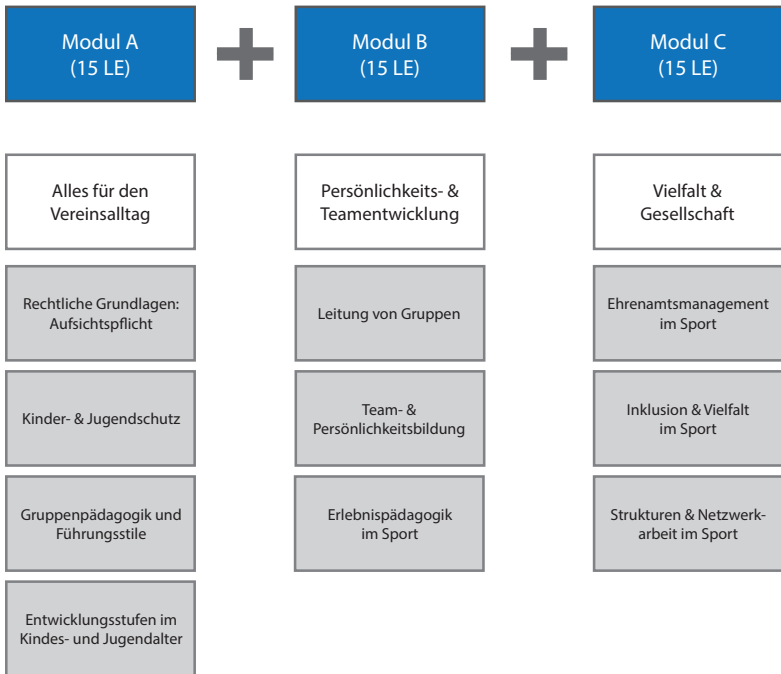 Modul A
(15 LE)
Modul B
(15 LE)
Modul C
(15 LE)
Alles für den
Vereinsalltag
Persönlichkeits- &
Teamentwicklung
Vielfalt &
Gesellschaft
Rechtliche Grundlagen:
Aufsichtspflicht
Leitung von Gruppen
Ehrenamtsmanagement
im Sport
Kinder- & Jugendschutz
Team- &
Persönlichkeitsbildung
Inklusion & Vielfalt
im Sport
Gruppenpädagogik und
Führungsstile
Erlebnispädagogik
im Sport
Strukturen & Netzwerk-
arbeit im Sport
Entwicklungsstufen im
Kindes- und Jugendalter